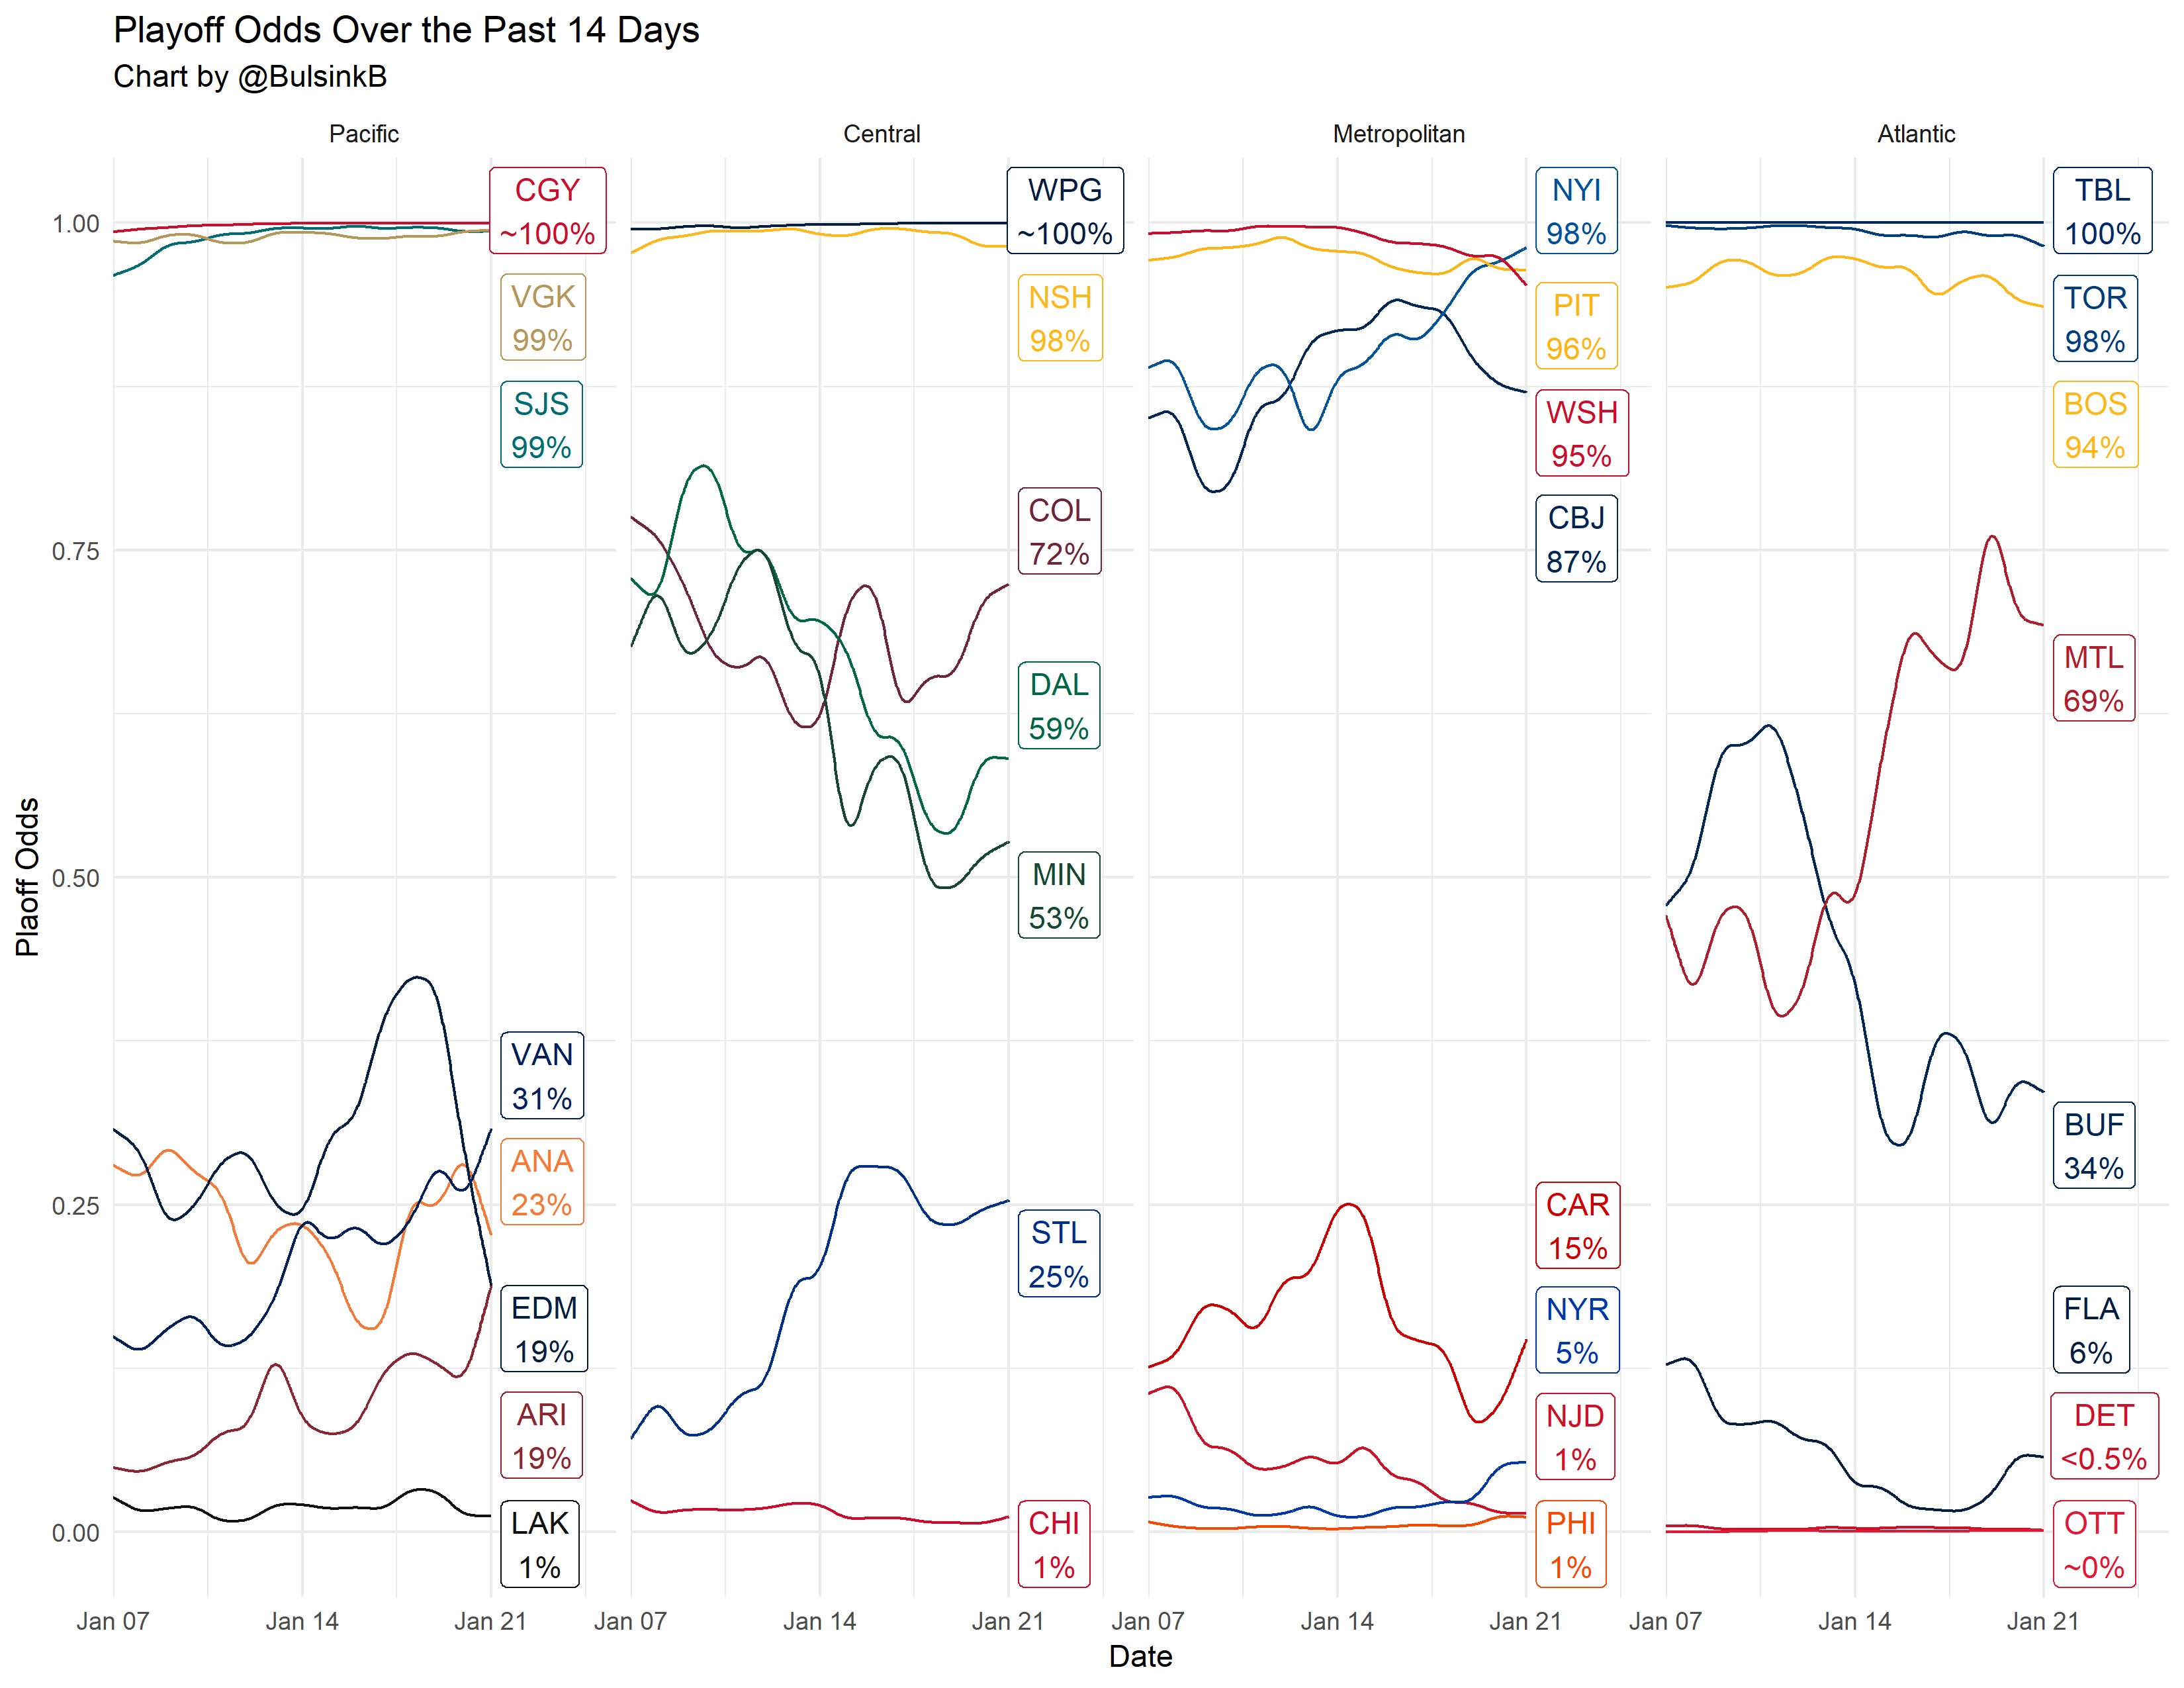 Playoff Odds Over the Past 14 Days
Chart by @BulsinkB
Pacific
Central
Metropolitan
Atlantic
Plaoff Odds
1.00
0.75
0.50
0.25
0.00
CGY
~100%
VGK
99%
SJS
99%
VAN
31%
ANA
23%
EDM
19%
ARI
19%
LAK
1%
WPG
~100%
NSH
98%
COL
72%
DAL
59%
MIN
53%
STL
25%
CHI
1%
NYI
98%
PIT
96%
WSH
95%
CBJ
87%
CAR
15%
NYR
5%
NJD
1%
PHI
1%
TBL
100%
TOR
98%
BOS
94%
MTL
69%
BUF
34%
FLA
6%
DET
<0.5%
OTT
~0%
Jan 07
Jan 14
Jan 21
Jan 07
Jan 14
Jan 21
Jan 07
Jan 14
Jan 21
Jan 07
Jan 14
Jan 21
Date